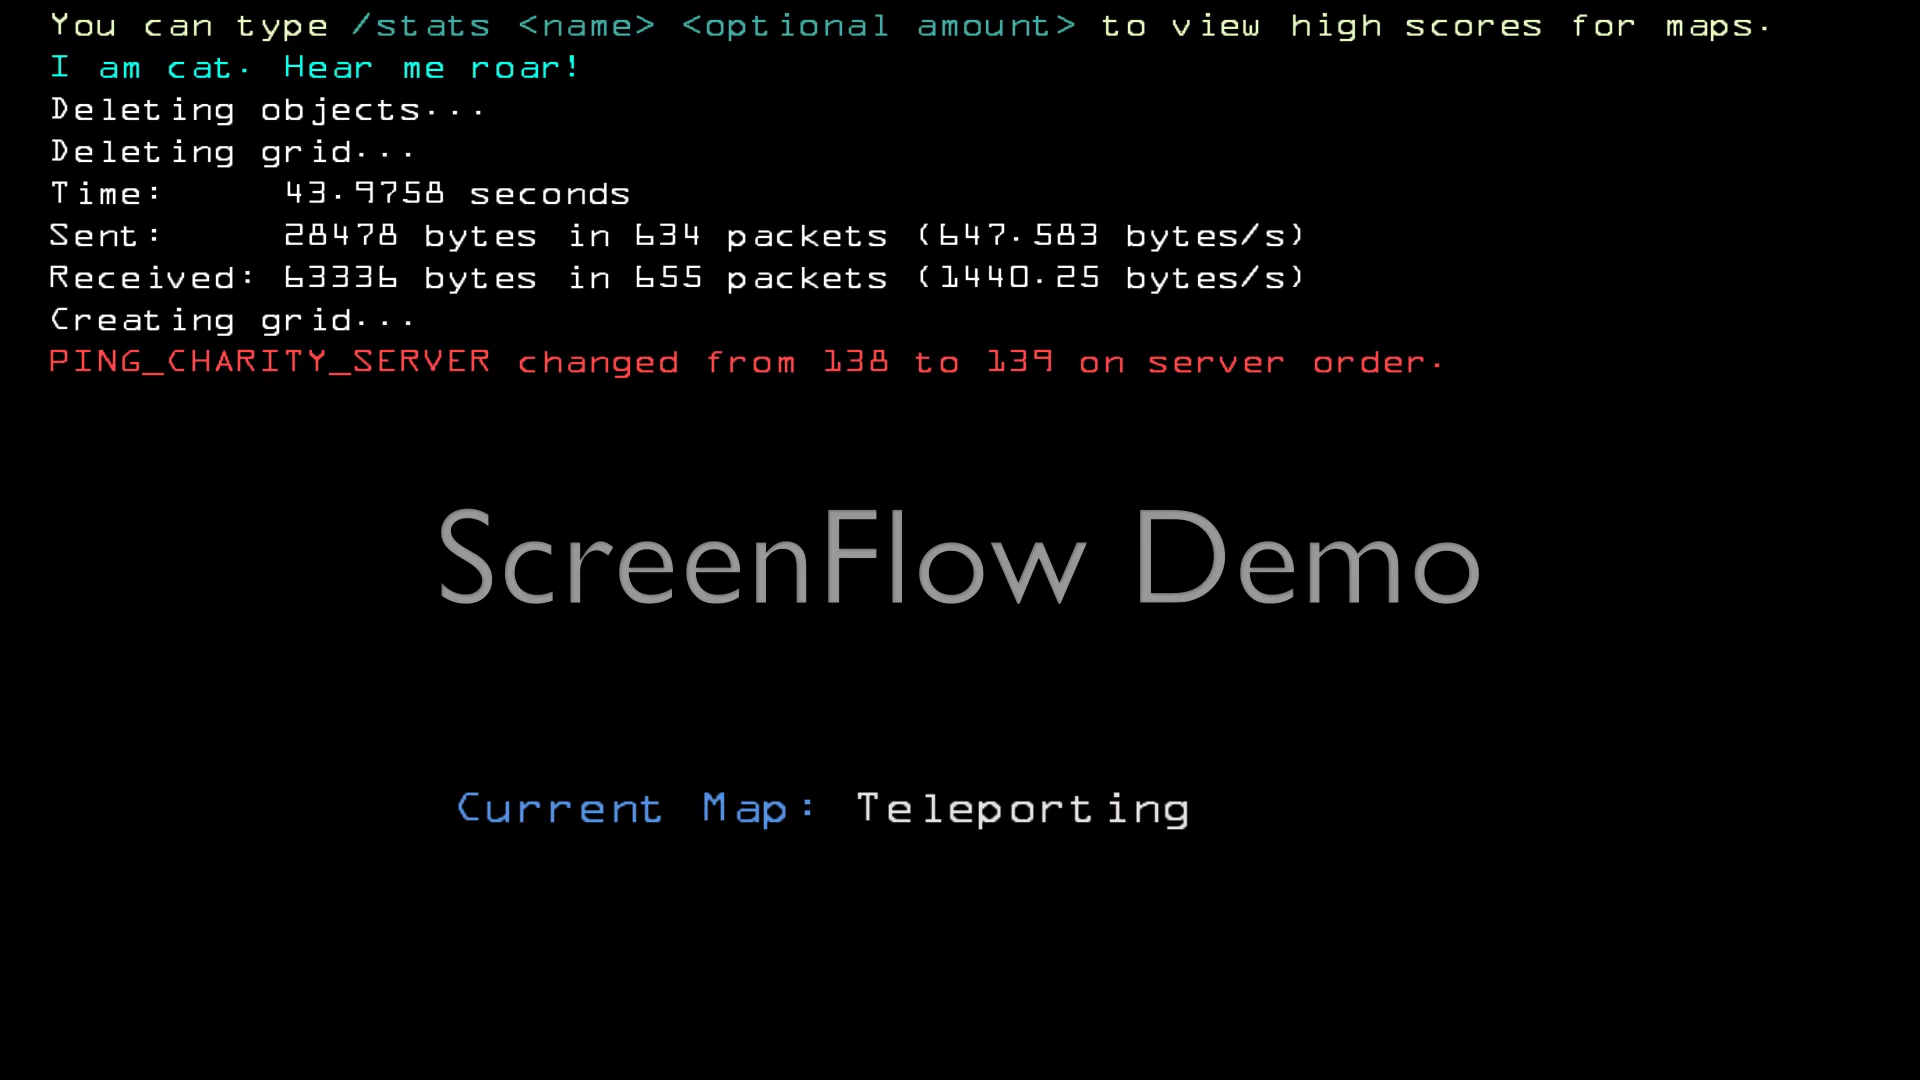 You can type /stats <name> <optional amount> to view high scores for maps.
I am cat. Hear me roar!
Deleting objects...
Deleting grid...
Time: 43.9758 seconds
Sent: 28478 bytes in 634 packets (647.583 bytes/s)
Received: 63336 bytes in 655 packets (1440.25 bytes/s)
Creating grid...
PING_CHARITY_SERVER changed from 138 to 139 on server order.
ScreenFlow Demo
Current Map: Teleporting